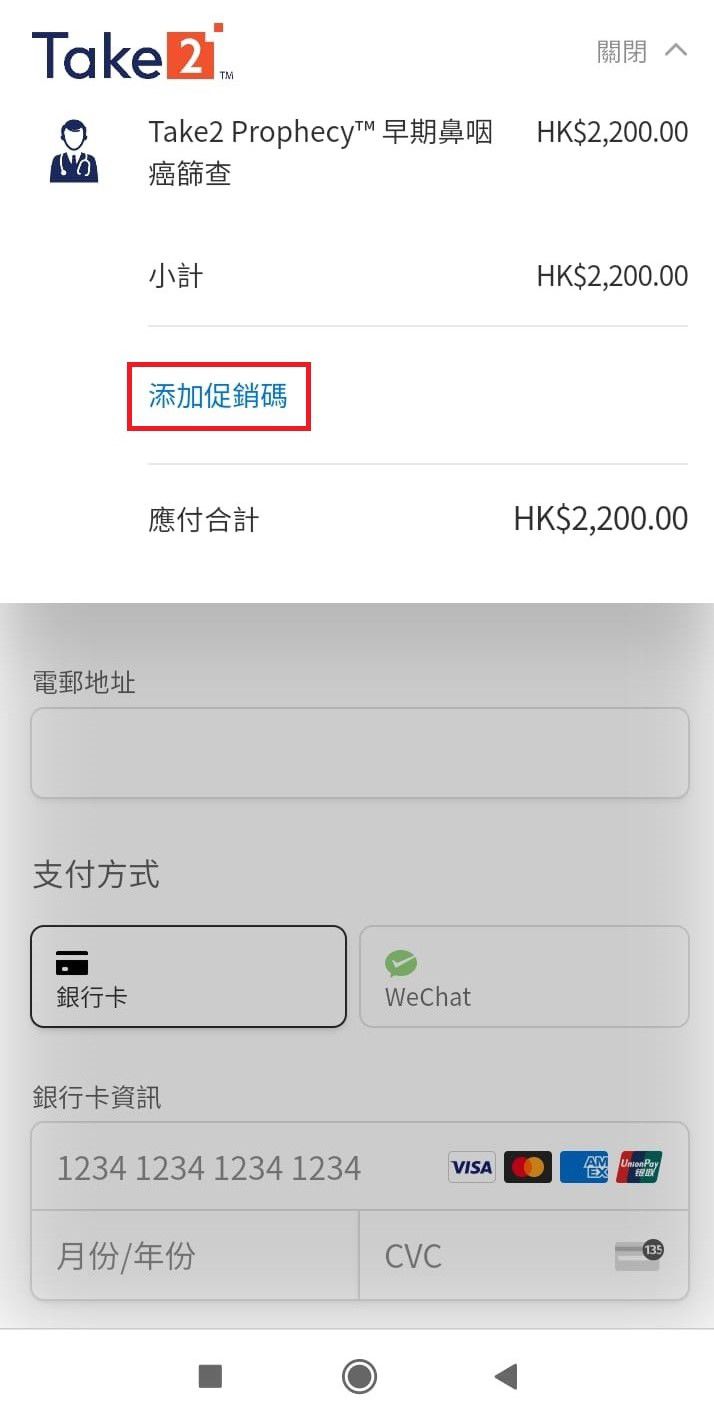 Take2™
關閉
Take2 Prophecy™ 早期鼻咽 HK$2,200.00
癌篩查
小計 HK$2,200.00
添加促銷碼
應付合計 HK$2,200.00
電郵地址
支付方式
銀行卡 WeChat
銀行卡資訊
1234 1234 1234 1234 VISA AMEX UnionPay 银联
月份/年份 CVC 135